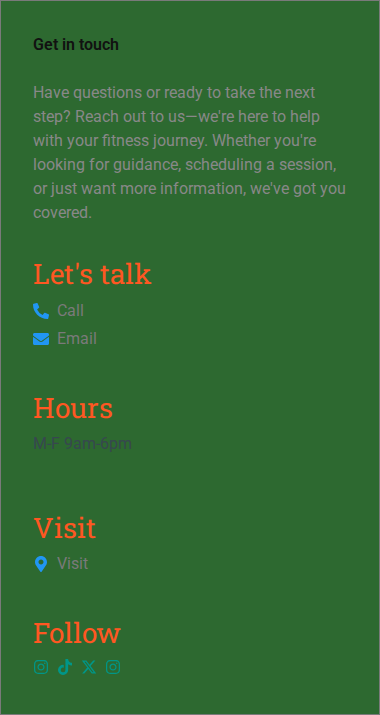 Get in touch
Have questions or ready to take the next
step? Reach out to us—we're here to help
with your fitness journey. Whether you're
looking for guidance, scheduling a session,
or just want more information, we've got you
covered.
Let's talk
Call
Email
Hours
M-F 9am-6pm
Visit
Visit
Follow